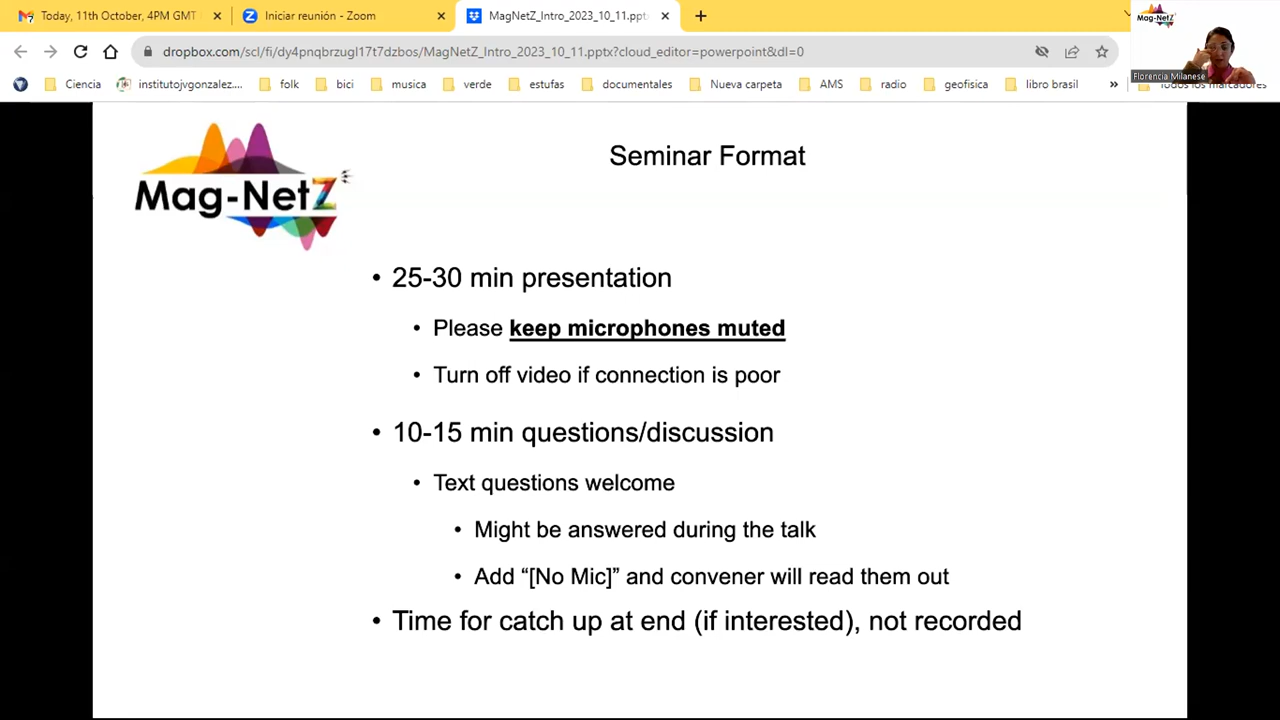 Today, 11th October, 4PM GMT
Iniciar reunión - Zoom
MagNetZ_Intro_2023_10_11.ppt
dropbox.com/scl/fi/dy4pnqbrzugl17t7dzbos/MagNetZ_Intro_2023_10_11.pptx?cloud_editor=powerpoint&dl=0
Ciencia
institutojvgonzalez....
folk
bici
musica
verde
estufas
documentales
Nueva carpeta
AMS
radio
geofisica
libro brasil
»
Todos los marcadores
Mag-NetZ
Florencia Milanese
Mag-NetZ
Seminar Format
• 25-30 min presentation
• Please keep microphones muted
• Turn off video if connection is poor
• 10-15 min questions/discussion
• Text questions welcome
• Might be answered during the talk
• Add “[No Mic]” and convener will read them out
• Time for catch up at end (if interested), not recorded